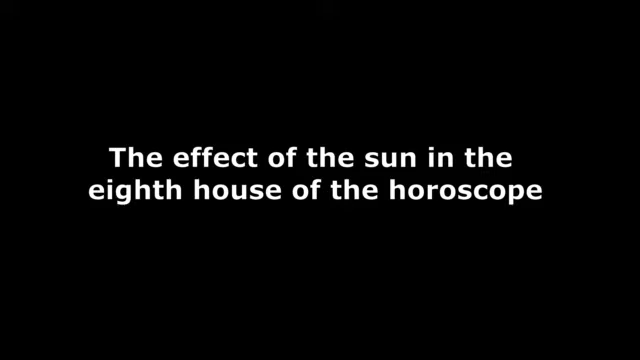 The effect of the sun in the
eighth house of the horoscope